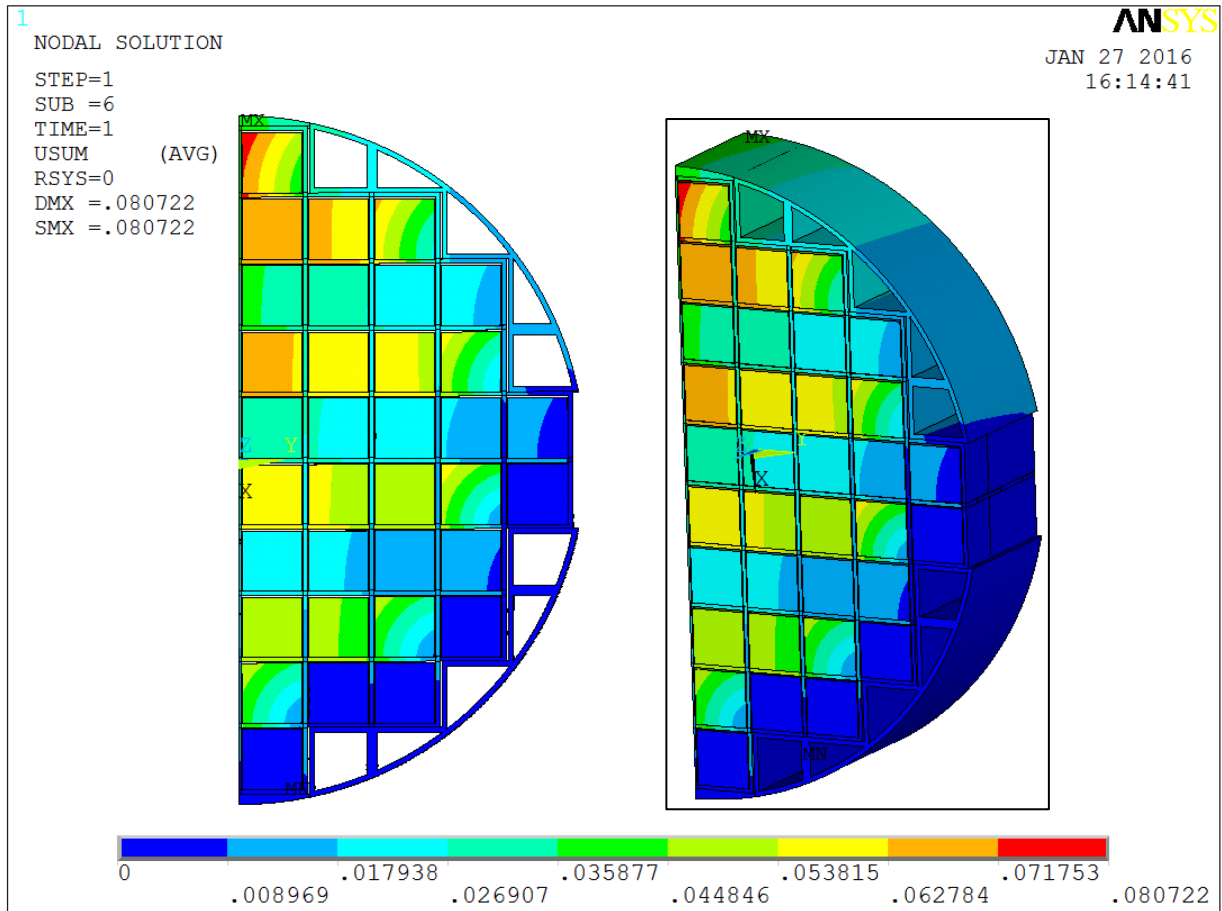 1
ANSYS
NODAL SOLUTION
JAN 27 2016
16:14:41
STEP=1
SUB =6
TIME=1
USUM (AVG)
RSYS=0
DMX =.080722
SMX =.080722
MX
MX
Z Y
X
Y
X
MN
0
.008969
.017938
.026907
.035877
.044846
.053815
.062784
.071753
.080722